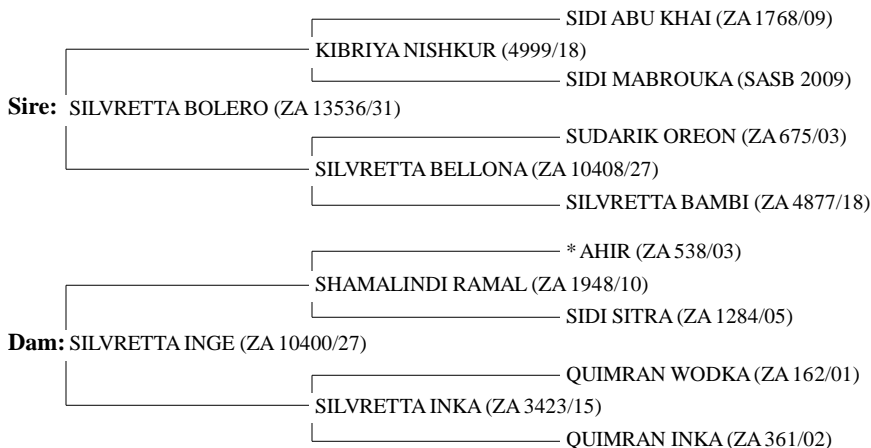 SIDI ABU KHAI (ZA 1768/09)
KIBRIYA NISHKUR (4999/18)
SIDI MABROUKA (SASB 2009)
Sire: SILVRETTA BOLERO (ZA 13536/31)
SUDARIK OREON (ZA 675/03)
SILVRETTA BELLONA (ZA 10408/27)
SILVRETTA BAMBI (ZA 4877/18)
* AHIR (ZA 538/03)
SHAMALINDI RAMAL (ZA 1948/10)
SIDI SITRA (ZA 1284/05)
Dam: SILVRETTA INGE (ZA 10400/27)
QUIMRAN WODKA (ZA 162/01)
SILVRETTA INKA (ZA 3423/15)
QUIMRAN INKA (ZA 361/02)